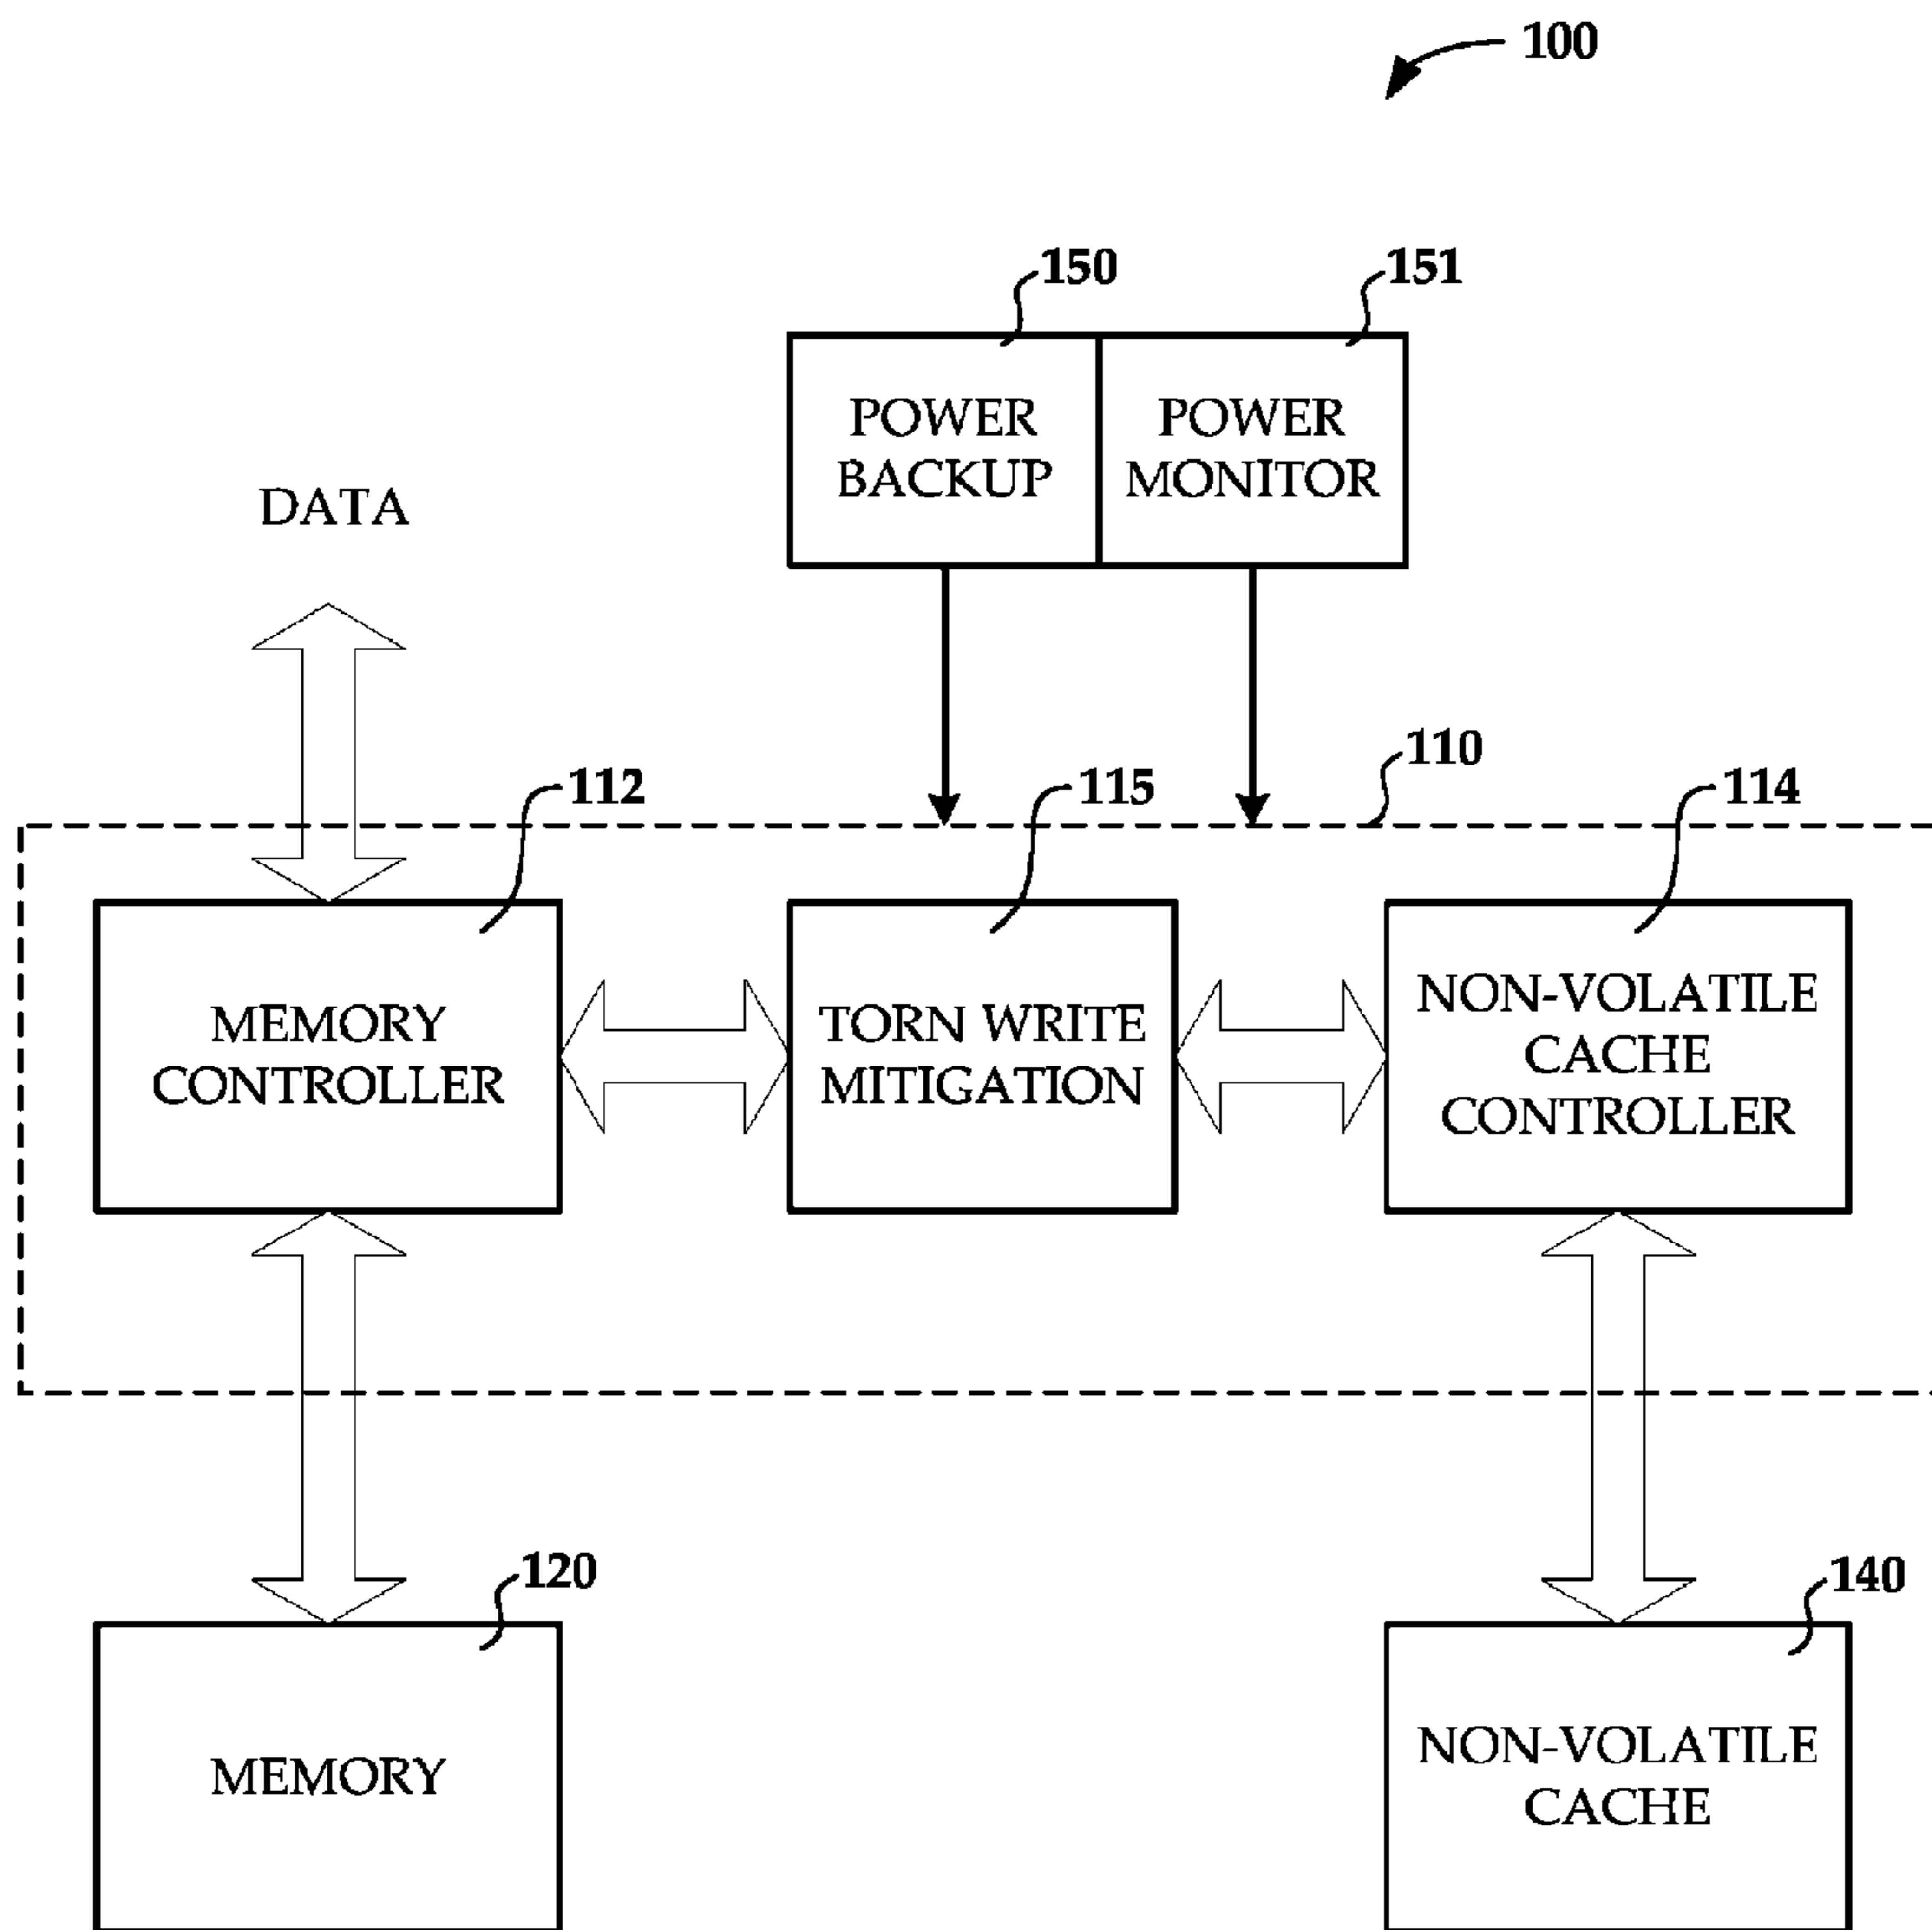 100
150
151
POWER
BACKUP
POWER
MONITOR
DATA
110
112
115
114
MEMORY
CONTROLLER
TORN WRITE
MITIGATION
NON-VOLATILE
CACHE
CONTROLLER
120
140
MEMORY
NON-VOLATILE
CACHE